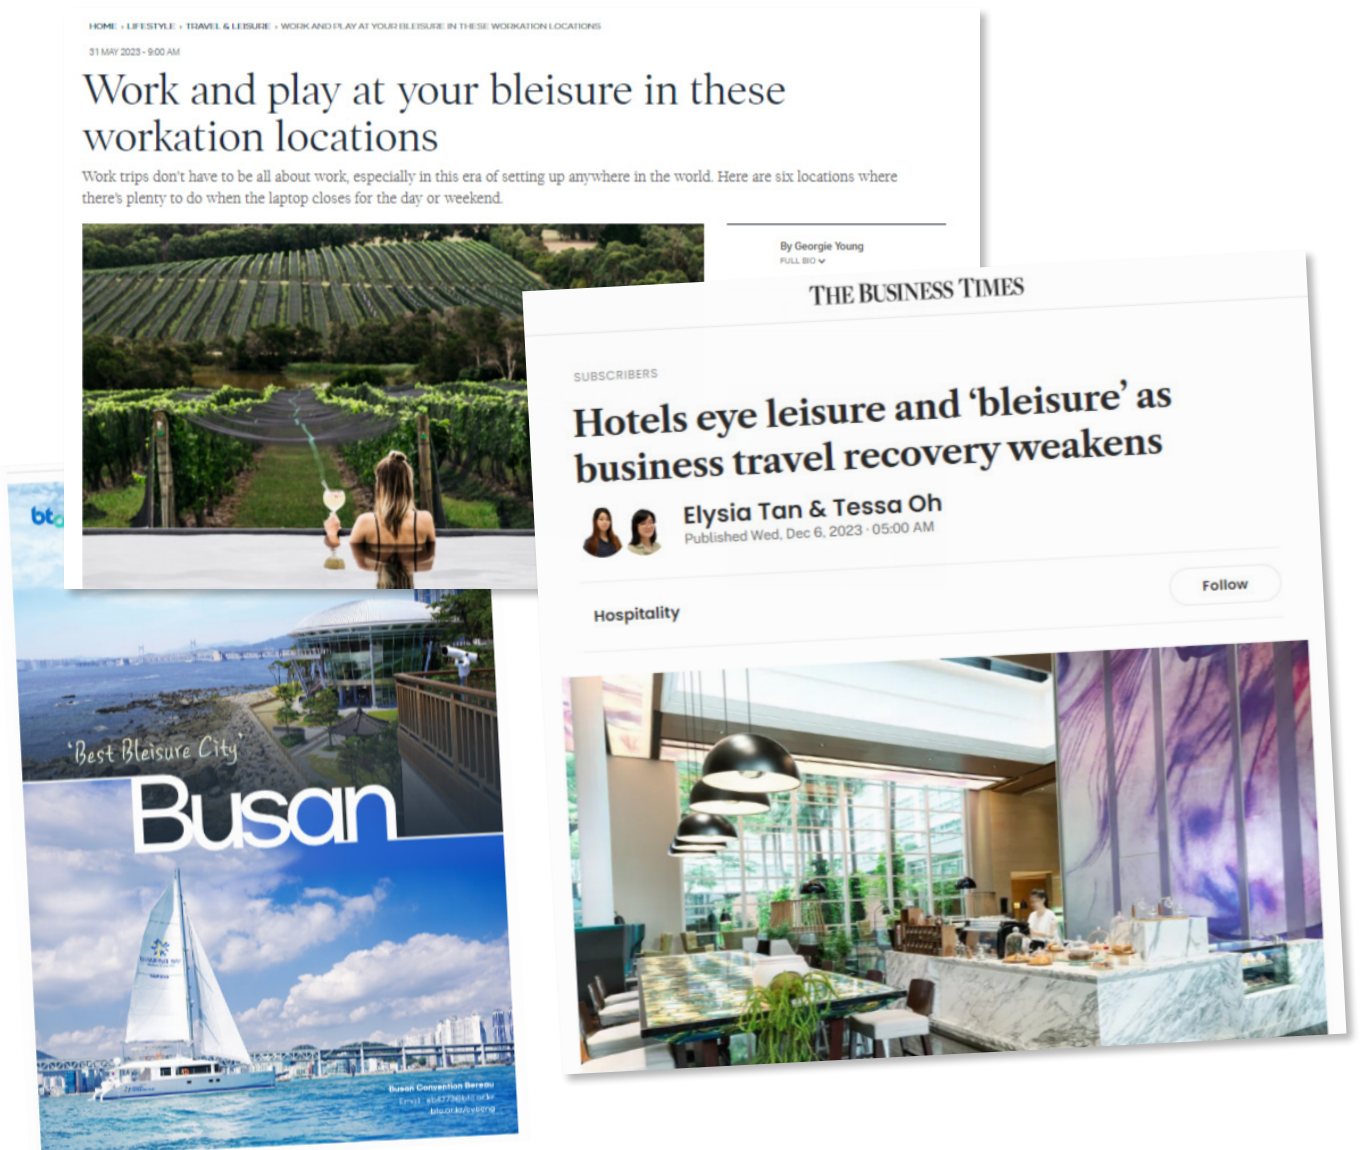 HOME › LIFESTYLE › TRAVEL & LEISURE › WORK AND PLAY AT YOUR BLEISURE IN THESE WORKATION LOCATIONS
31 MAY 2023 - 9:00 AM
Work and play at your bleisure in these
workation locations
Work trips don't have to be all about work, especially in this era of setting up anywhere in the world. Here are six locations where
there's plenty to do when the laptop closes for the day or weekend.
By Georgie Young
FULL BIO
THE BUSINESS TIMES
SUBSCRIBERS
Hotels eye leisure and ‘bleisure’ as
business travel recovery weakens
Elysia Tan & Tessa Oh
Published Wed, Dec 6, 2023 · 05:00 AM
Hospitality
Follow
‘Best Bleisure City’
Busan
Busan Convention Bereau